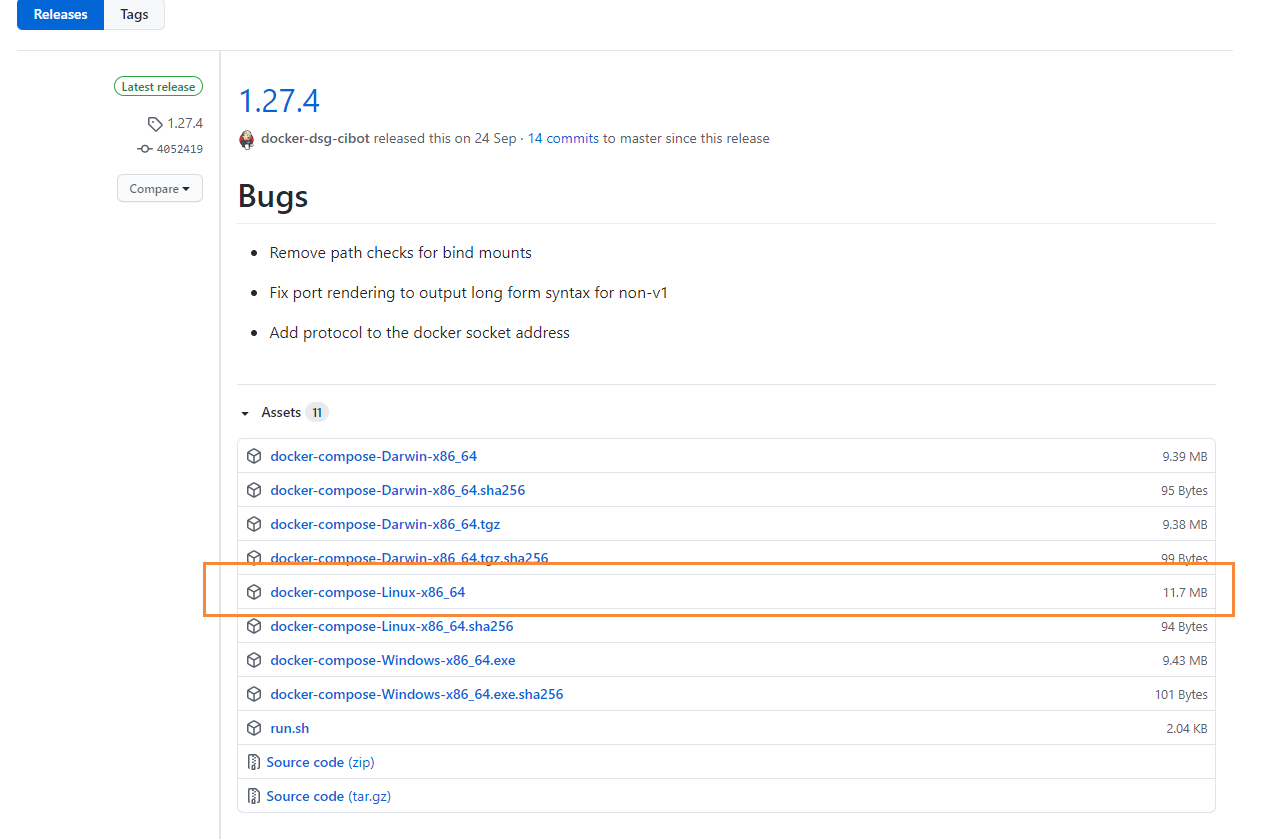 Releases Tags
Latest release
1.27.4
4052419
Compare
1.27.4
docker-dsg-cibot released this on 24 Sep · 14 commits to master since this release
Bugs
• Remove path checks for bind mounts
• Fix port rendering to output long form syntax for non-v1
• Add protocol to the docker socket address
Assets 11
docker-compose-Darwin-x86_64 9.39 MB
docker-compose-Darwin-x86_64.sha256 95 Bytes
docker-compose-Darwin-x86_64.tgz 9.38 MB
docker-compose-Darwin-x86_64.tgz.sha256 99 Bytes
docker-compose-Linux-x86_64 11.7 MB
docker-compose-Linux-x86_64.sha256 94 Bytes
docker-compose-Windows-x86_64.exe 9.43 MB
docker-compose-Windows-x86_64.exe.sha256 101 Bytes
run.sh 2.04 KB
Source code (zip)
Source code (tar.gz)